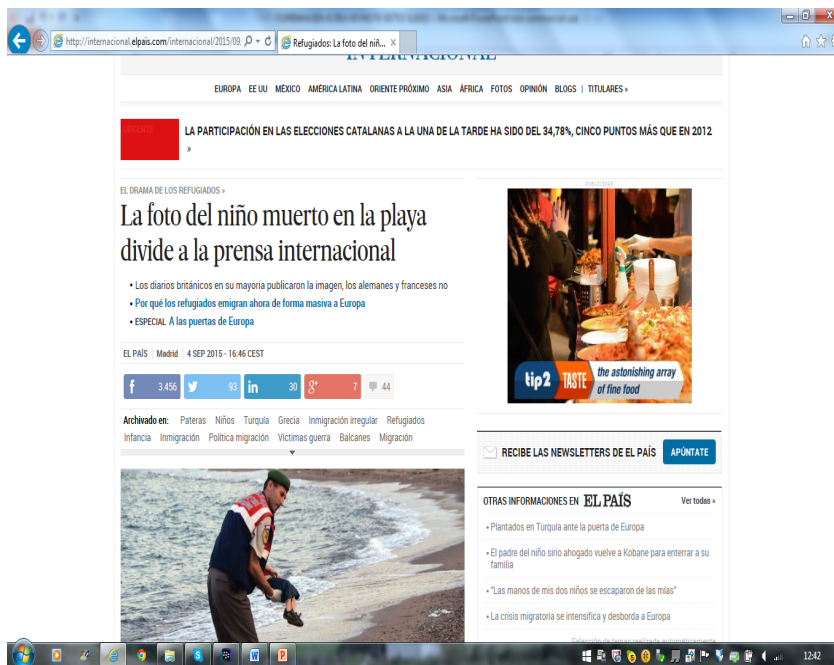 http://internacional.elpais.com/internacional/2015/09
Refugiados: La foto del niñ... x
INTERNACIONAL
EUROPA EE UU MÉXICO AMÉRICA LATINA ORIENTE PRÓXIMO ASIA ÁFRICA FOTOS OPINIÓN BLOGS | TITULARES »
URGENTE
LA PARTICIPACIÓN EN LAS ELECCIONES CATALANAS A LA UNA DE LA TARDE HA SIDO DEL 34,78%, CINCO PUNTOS MÁS QUE EN 2012
»
EL DRAMA DE LOS REFUGIADOS »
La foto del niño muerto en la playa
divide a la prensa internacional
• Los diarios británicos en su mayoría publicaron la imagen, los alemanes y franceses no
• Por qué los refugiados emigran ahora de forma masiva a Europa
• ESPECIAL A las puertas de Europa
EL PAÍS | Madrid | 4 SEP 2015 - 16:46 CEST
f 3.456 93 in 30 g+ 7 44
Archivado en: Pateras Niños Turquía Grecia Inmigración irregular Refugiados
Infancia Inmigración Política migración Víctimas guerra Balcanes Migración
PUBLICIDAD
tip2 TASTE the astonishing array
of fine food
RECIBE LAS NEWSLETTERS DE EL PAÍS APÚNTATE
OTRAS INFORMACIONES EN EL PAÍS Ver todas »
• Plantados en Turquía ante la puerta de Europa
• El padre del niño sirio ahogado vuelve a Kobane para enterrar a su
familia
• "Las manos de mis dos niños se escaparon de las mías"
• La crisis migratoria se intensifica y desborda a Europa
Selección de temas realizada automáticamente
12:42